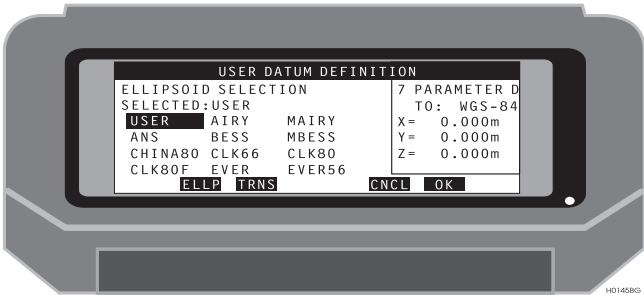 USER DATUM DEFINITION
ELLIPSOID SELECTION
SELECTED:USER
USER AIRY MAIRY
ANS BESS MBESS
CHINA80 CLK66 CLK80
CLK80F EVER EVER56
7 PARAMETER D
TO: WGS-84
X= 0.000m
Y= 0.000m
Z= 0.000m
ELLP TRNS CNCL OK
H0145BG